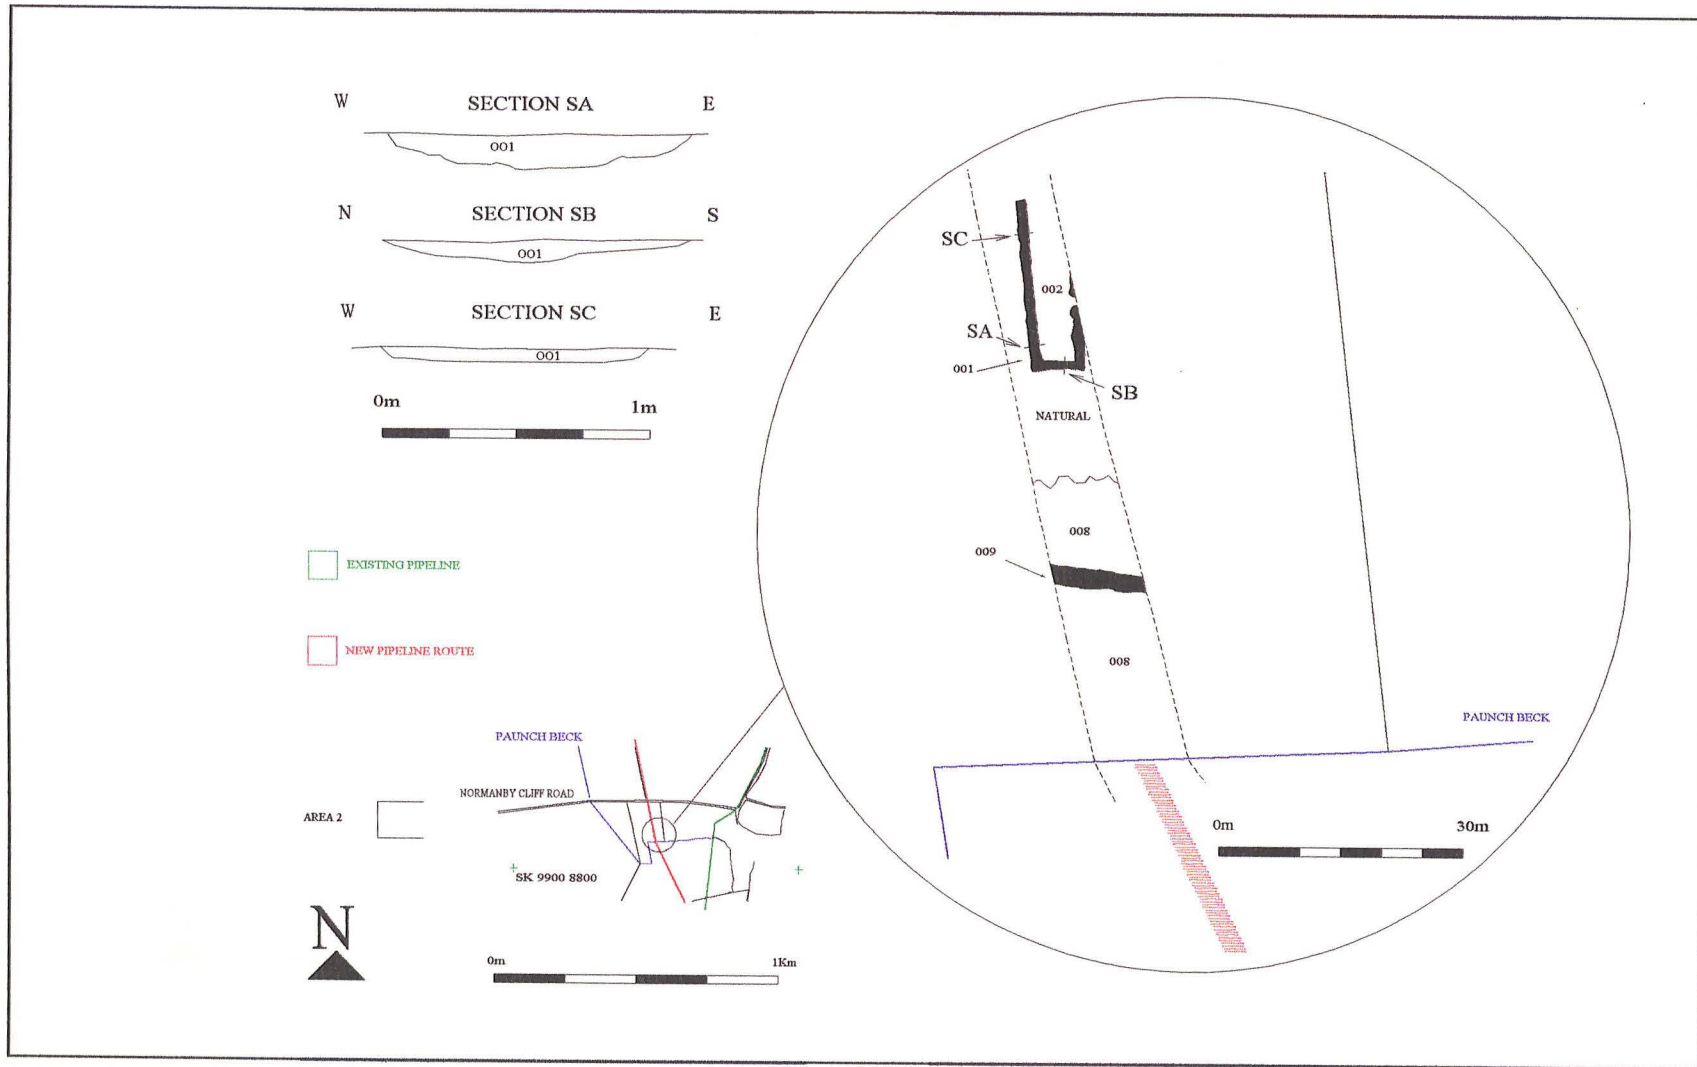 W SECTION SA E
001
N SECTION SB S
001
W SECTION SC E
001
0m 1m
EXISTING PIPELINE
NEW PIPELINE ROUTE
PAUNCH BECK
NORMANBY CLIFF ROAD
AREA 2
SK 9900 8800
N
0m 1Km
SC
002
SA
001
SB
NATURAL
008
009
008
PAUNCH BECK
0m 30m